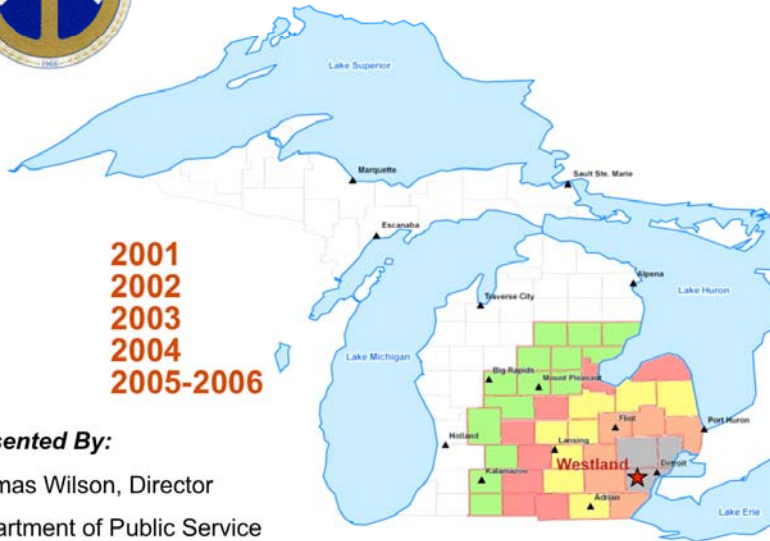 1966
Lake Superior
Marquette
Sault Ste. Marie
Escanaba
Alpena
Lake Huron
Traverse City
2001
2002
2003
2004
2005-2006
Lake Michigan
Big Rapids
Mount Pleasant
Flint
Port Huron
Holland
Lansing
Westland
Detroit
Kalamazoo
Adrian
Lake Erie
sented By:
mas Wilson, Director
artment of Public Service